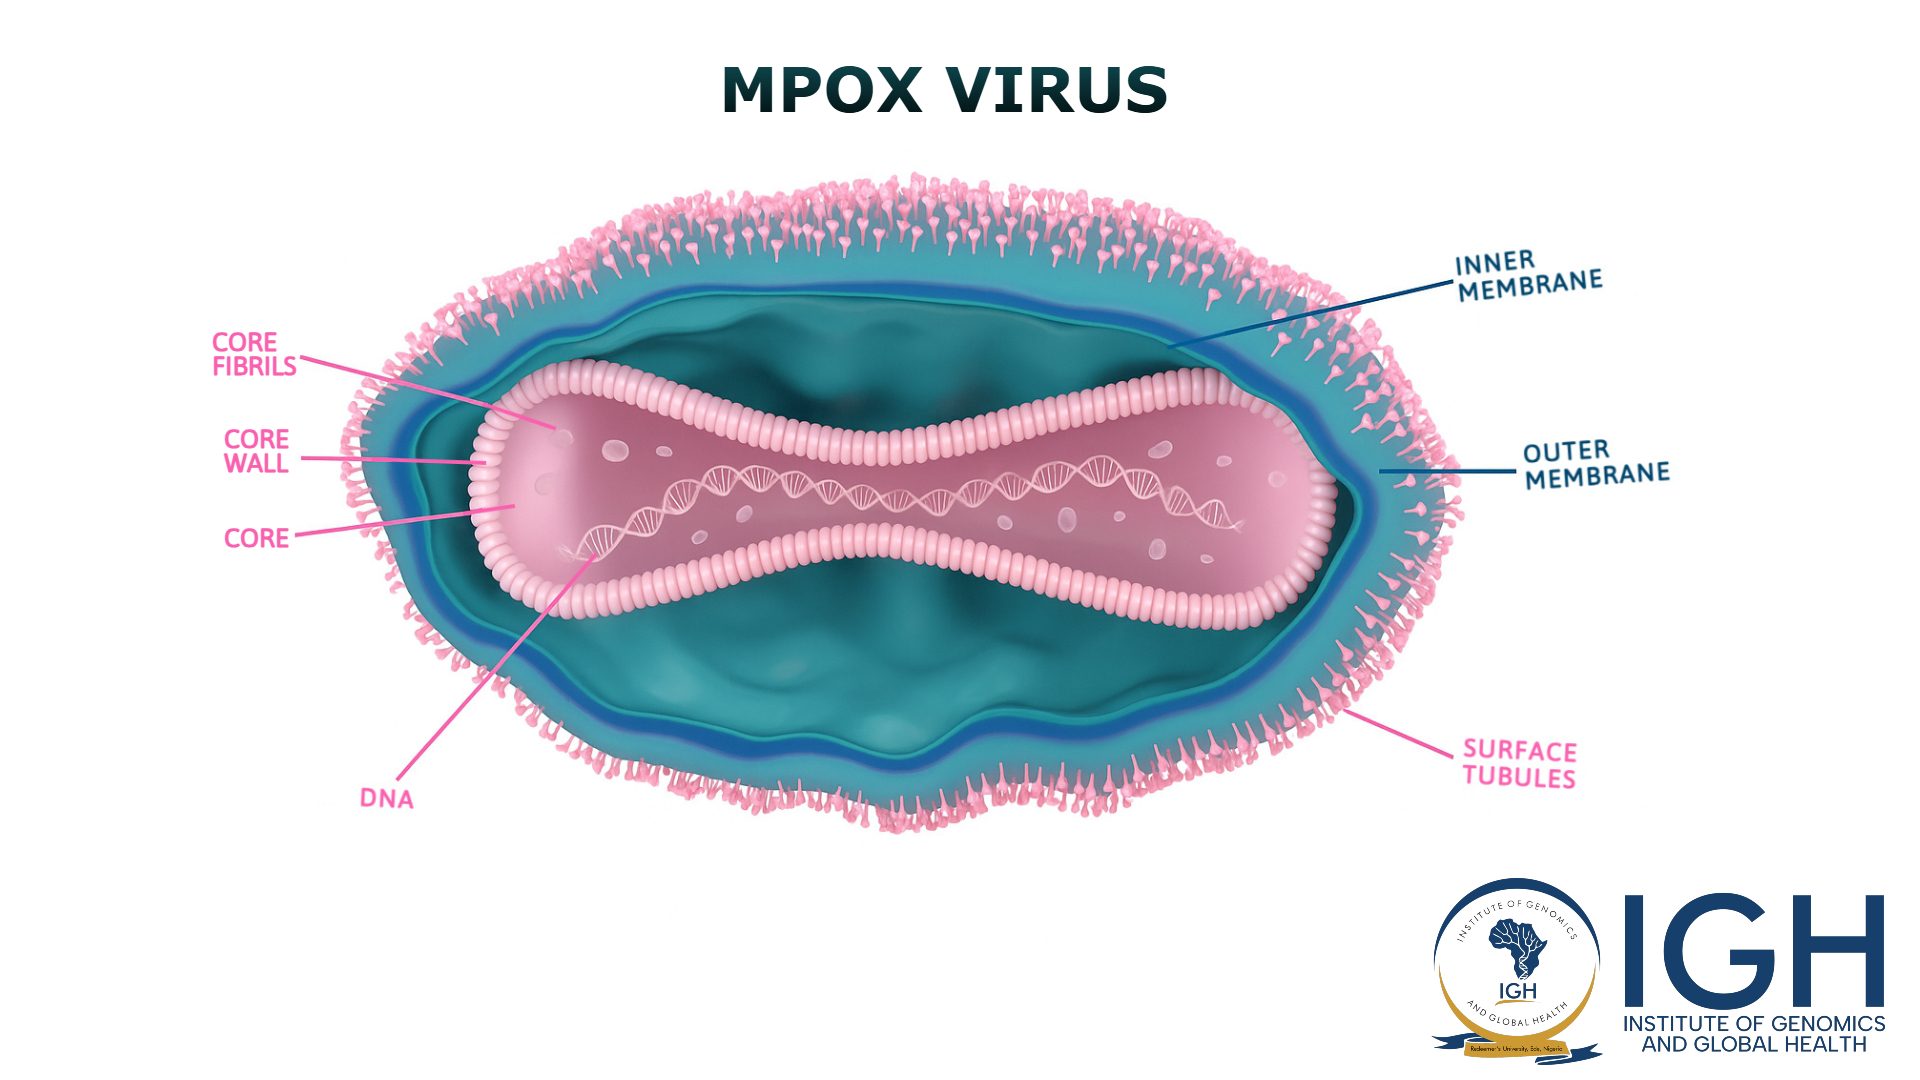 MPOX VIRUS
INNER
MEMBRANE
CORE
FIBRILS
CORE
WALL
OUTER
MEMBRANE
CORE
SURFACE
TUBULES
DNA
INSTITUTE OF GENOMICS
IGH
AND GLOBAL HEALTH
Redeemer's University, Ede, Nigeria
IGH
INSTITUTE OF GENOMICS
AND GLOBAL HEALTH